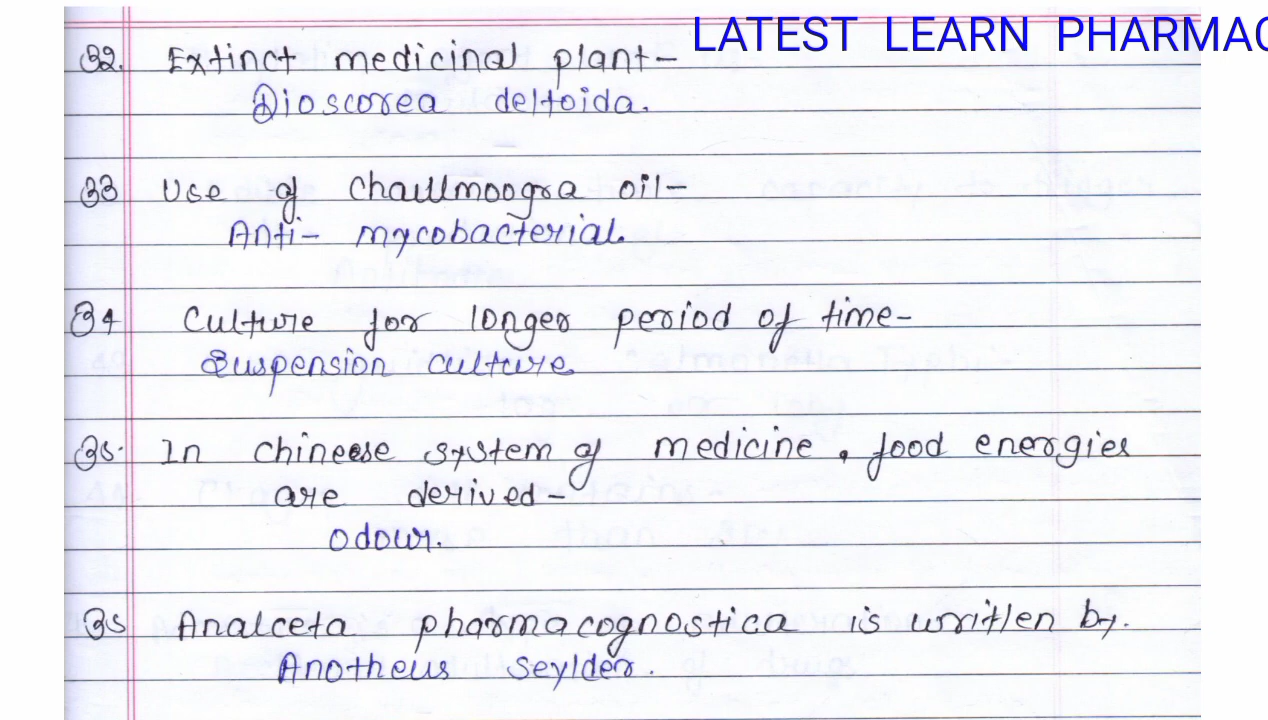 LATEST LEARN PHARMAC
32. Extinct medicinal plant-
Dioscorea deltoida.
33 Use of Chaulmoogra oil-
Anti- mycobacterial.
34 Culture for longer period of time-
Suspension culture.
35. In chineese system of medicine, food energies
are derived-
odour.
35 Analceta pharmacognostica is written by.
Anotheus seylder.